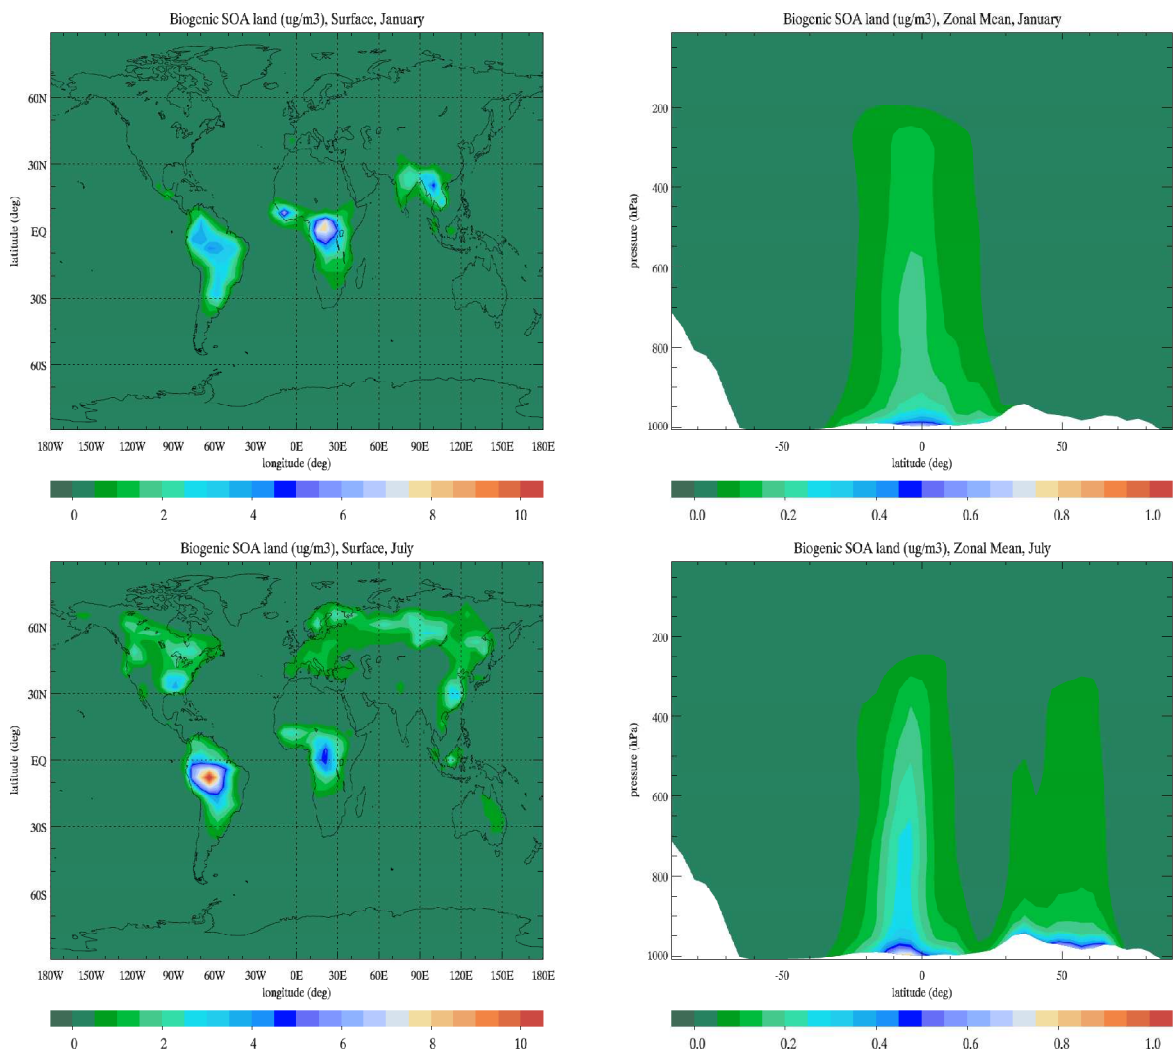 Biogenic SOA land (ug/m3), Surface, January
60N
30N
EQ
30S
60S
latitude (deg)
180W 150W 120W 90W 60W 30W 0E 30E 60E 90E 120E 150E 180E
longitude (deg)
0 2 4 6 8 10
Biogenic SOA land (ug/m3), Zonal Mean, January
200
400
600
800
1000
pressure (hPa)
-50 0 50
latitude (deg)
0.0 0.2 0.4 0.6 0.8 1.0
Biogenic SOA land (ug/m3), Surface, July
60N
30N
EQ
30S
60S
latitude (deg)
180W 150W 120W 90W 60W 30W 0E 30E 60E 90E 120E 150E 180E
longitude (deg)
0 2 4 6 8 10
Biogenic SOA land (ug/m3), Zonal Mean, July
200
400
600
800
1000
pressure (hPa)
-50 0 50
latitude (deg)
0.0 0.2 0.4 0.6 0.8 1.0